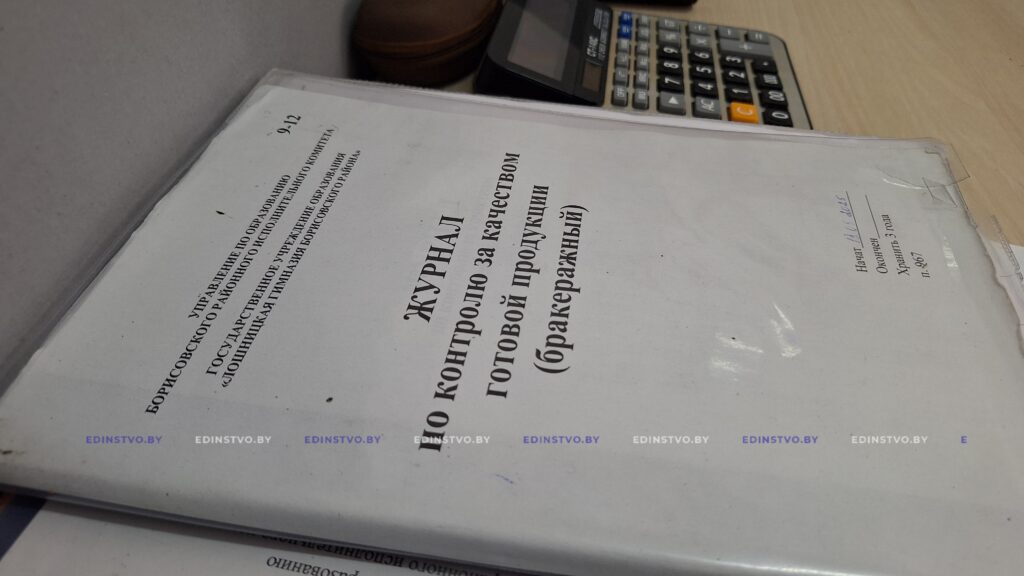 9-12
УПРАВЛЕНИЕ ПО ОБРАЗОВАНИЮ
БОРИСОВСКОГО РАЙОННОГО ИСПОЛНИТЕЛЬНОГО КОМИТЕТА
ГОСУДАРСТВЕННОЕ УЧРЕЖДЕНИЕ ОБРАЗОВАНИЯ
«ЛОШНИЦКАЯ ГИМНАЗИЯ БОРИСОВСКОГО РАЙОНА»
ЖУРНАЛ
по контролю за качеством
готовой продукции
(бракеражный)
Начат
Окончен
Хранить 3 года
п. 967
EDINSTVO.BY EDINSTVO.BY EDINSTVO.BY EDINSTVO.BY EDINSTVO.BY EDINSTVO.BY EDINSTVO.BY EDINSTVO.BY E